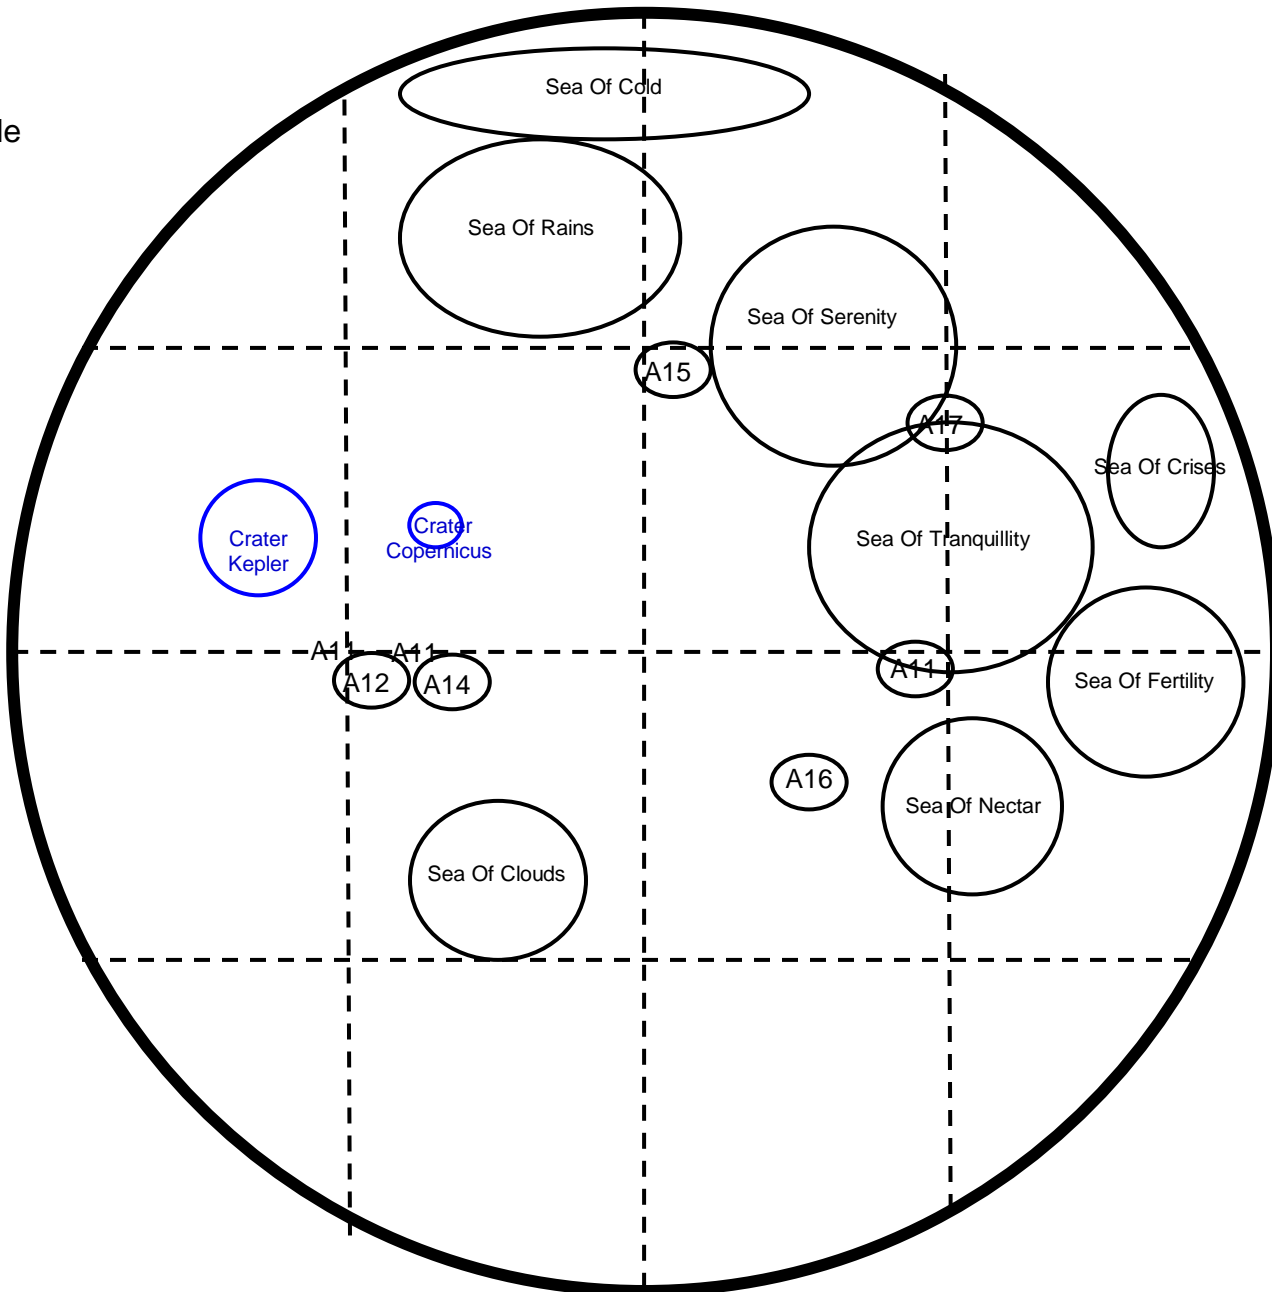 Sea Of Cold
le
Sea Of Rains
Sea Of Serenity
A15
A17
Sea Of Crises
Crater
Copernicus
Crater
Kepler
Sea Of Tranquillity
A11
A11
A11
A12
A14
Sea Of Fertility
A16
Sea Of Nectar
Sea Of Clouds